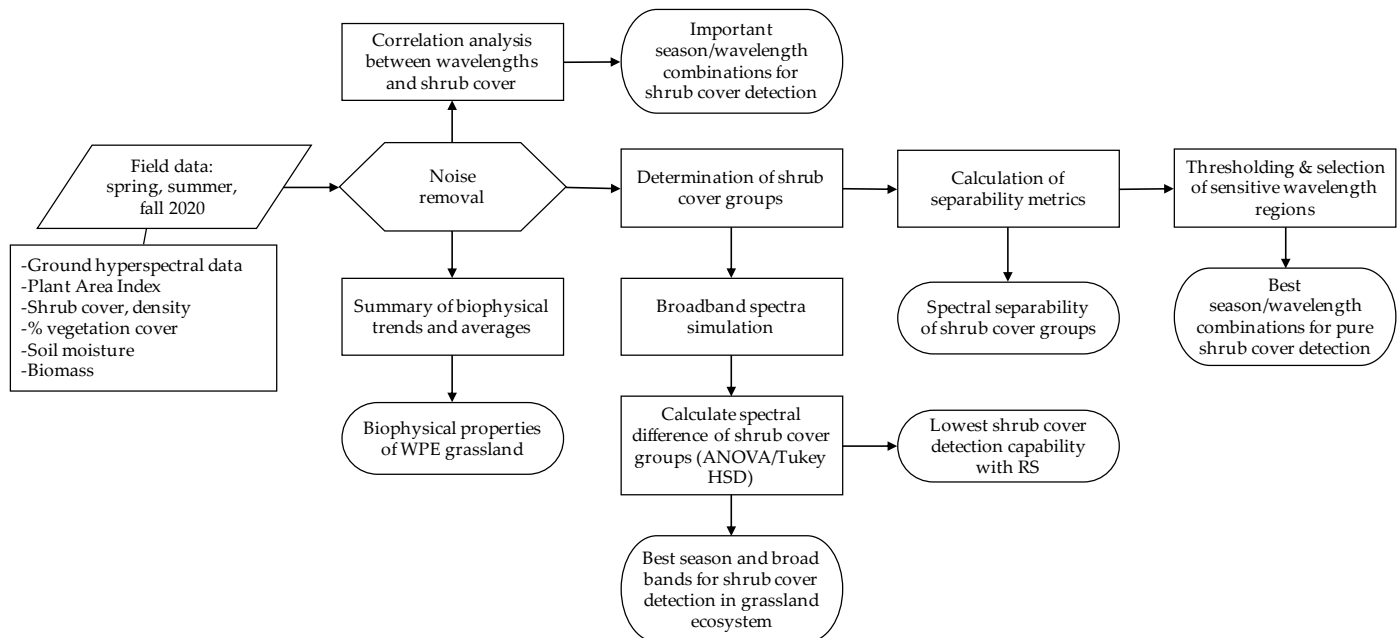 Correlation analysis
between wavelengths
and shrub cover
Important
season/wavelength
combinations for
shrub cover detection
Field data:
spring, summer,
fall 2020
Noise
removal
Determination of shrub
cover groups
Calculation of
separability metrics
Thresholding & selection
of sensitive wavelength
regions
-Ground hyperspectral data
-Plant Area Index
-Shrub cover, density
-% vegetation cover
-Soil moisture
-Biomass
Summary of biophysical
trends and averages
Broadband spectra
simulation
Spectral separability
of shrub cover groups
Best
season/wavelength
combinations for pure
shrub cover detection
Biophysical properties
of WPE grassland
Calculate spectral
difference of shrub cover
groups (ANOVA/Tukey
HSD)
Lowest shrub cover
detection capability
with RS
Best season and broad
bands for shrub cover
detection in grassland
ecosystem